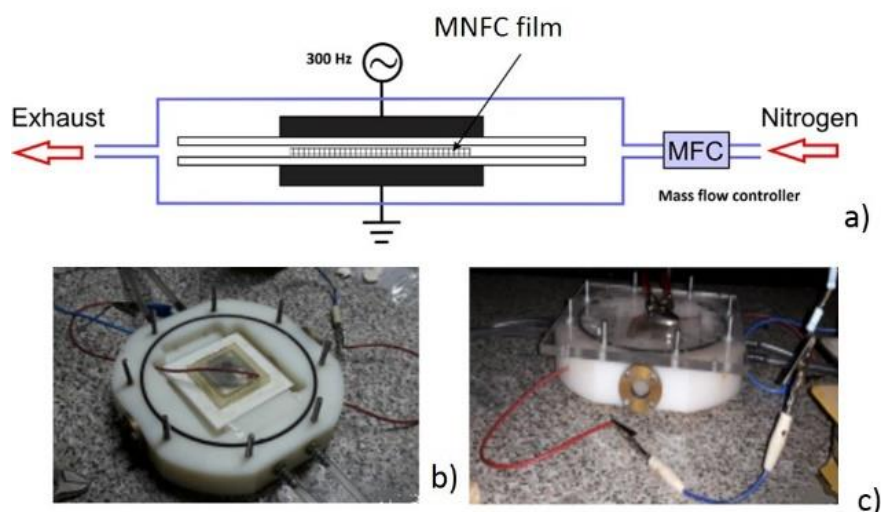 MNFC film
300 Hz
Exhaust
Nitrogen
MFC
Mass flow controller
a)
b)
c)